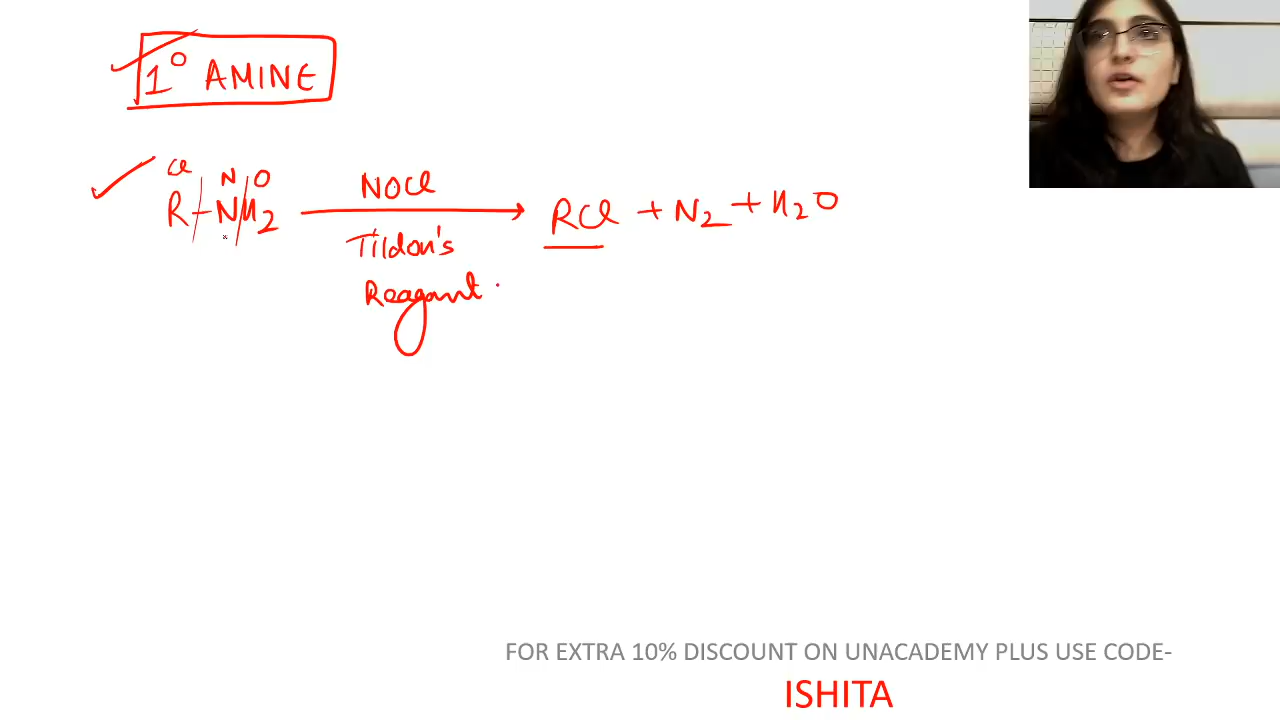 1° AMINE
Cl N O
R-NH2 NOCl RCl + N2 + H2O
Tildon's
Reagent.
FOR EXTRA 10% DISCOUNT ON UNACADEMY PLUS USE CODE-
ISHITA